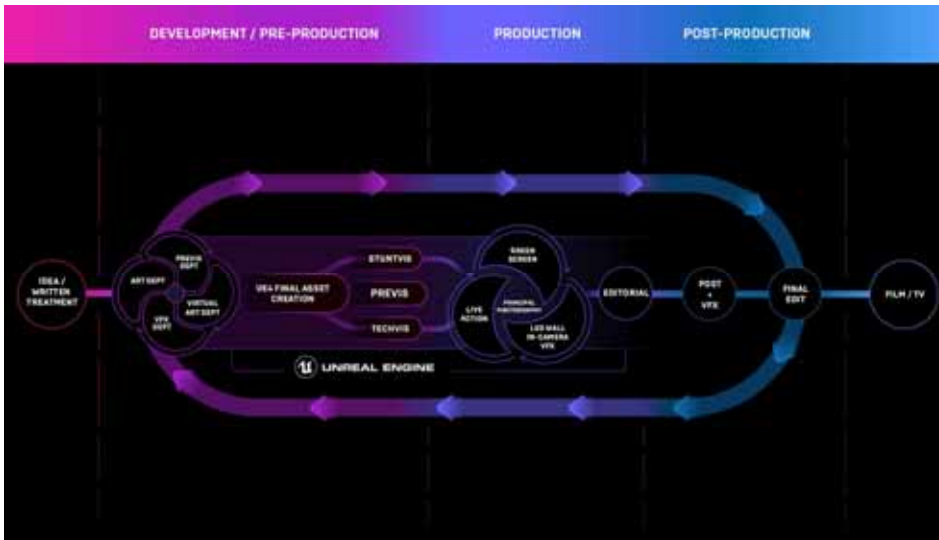 DEVELOPMENT / PRE-PRODUCTION
PRODUCTION
POST-PRODUCTION
IDEA /
WRITTEN
TREATMENT
ART DEPT
PREVIS
DEPT
VIRTUAL
ART DEPT
VFX
DEPT
UE4 FINAL ASSET
CREATION
STUNTVIS
PREVIS
TECHVIS
GREEN
SCREEN
LIVE
ACTION
PRINCIPAL
PHOTOGRAPHY
LED WALL
IN-CAMERA
VFX
EDITORIAL
POST
+
VFX
FINAL
EDIT
FILM / TV
UNREAL ENGINE